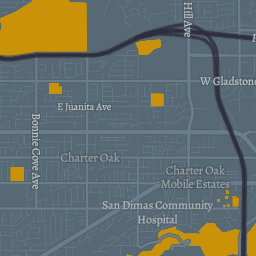 Hill Ave
W Gladstone
E Juanita Ave
Bonnie Cove Ave
Charter Oak
Charter Oak
Mobile Estates
San Dimas Community
Hospital